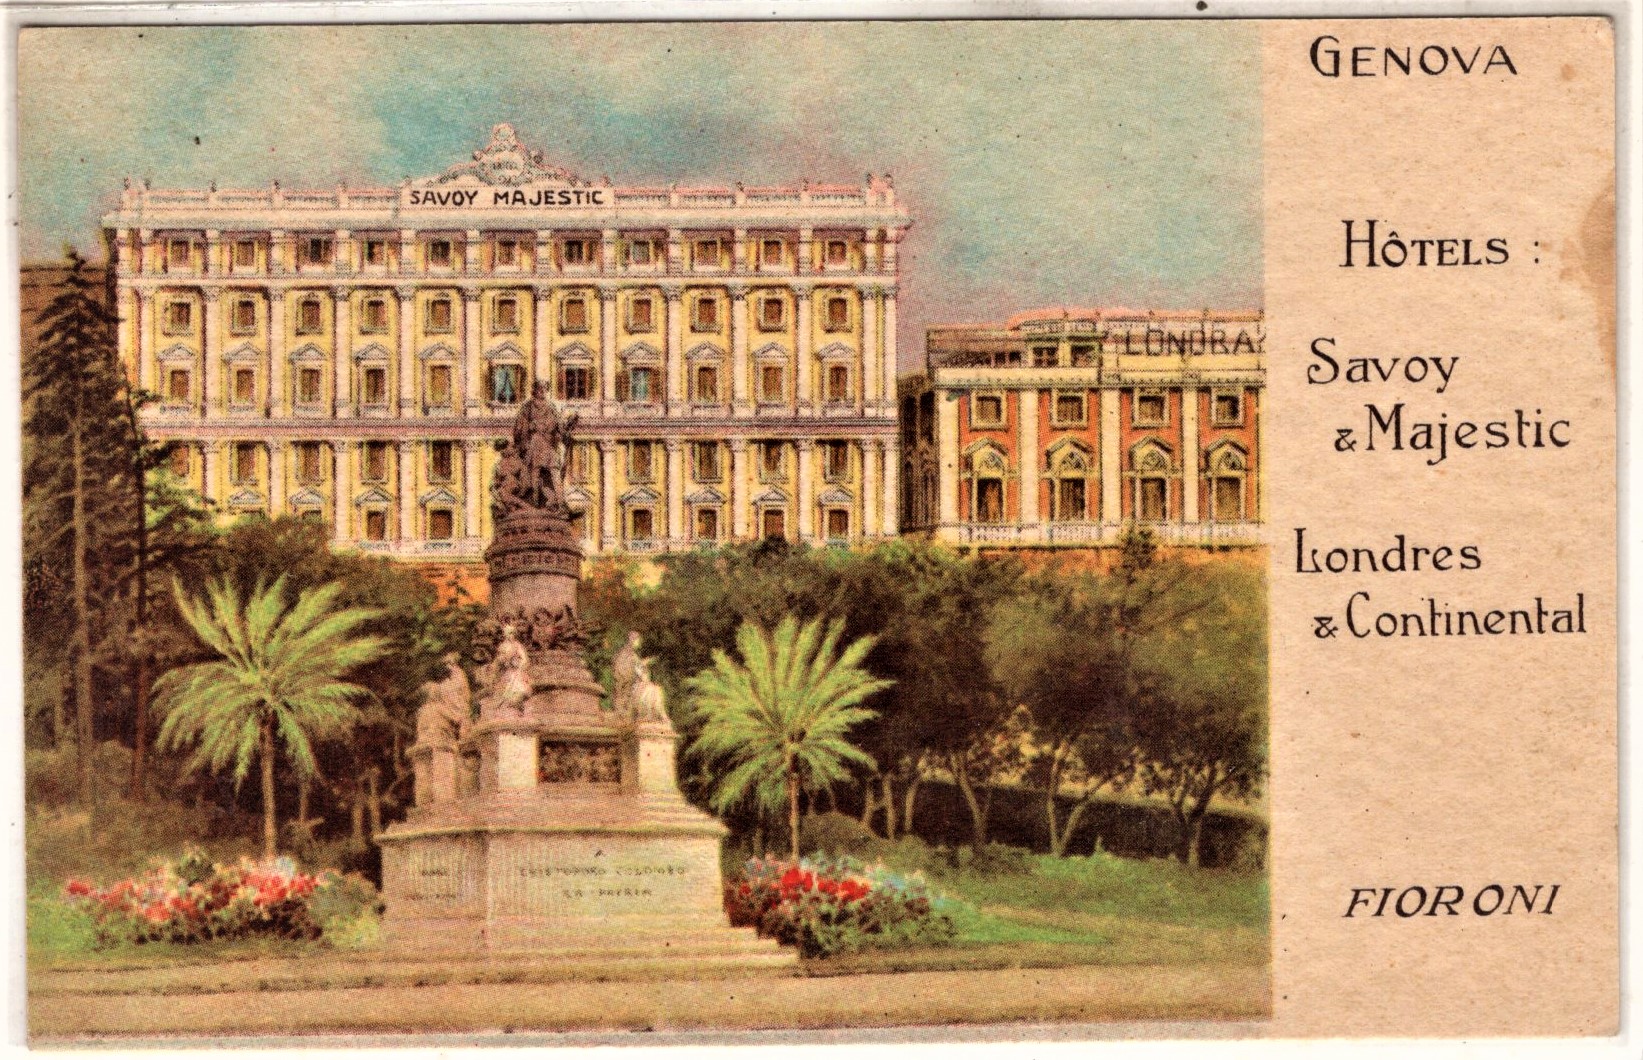 GENOVA
HÔTELS :
Savoy
& Majestic
Londres
& Continental
FIORONI
SAVOY MAJESTIC
LONDRA
CRISTOFORO COLOMBO
LA PATRIA